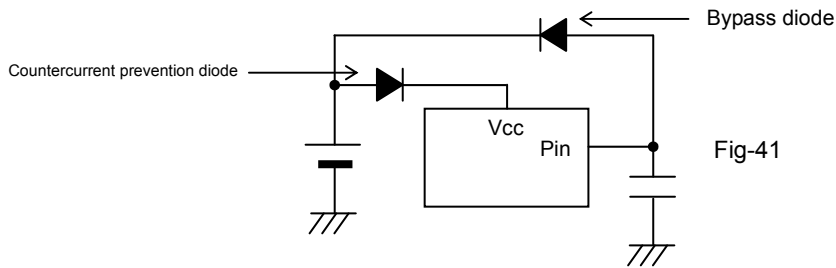 Bypass diode
Countercurrent prevention diode
Vcc
Pin
Fig-41